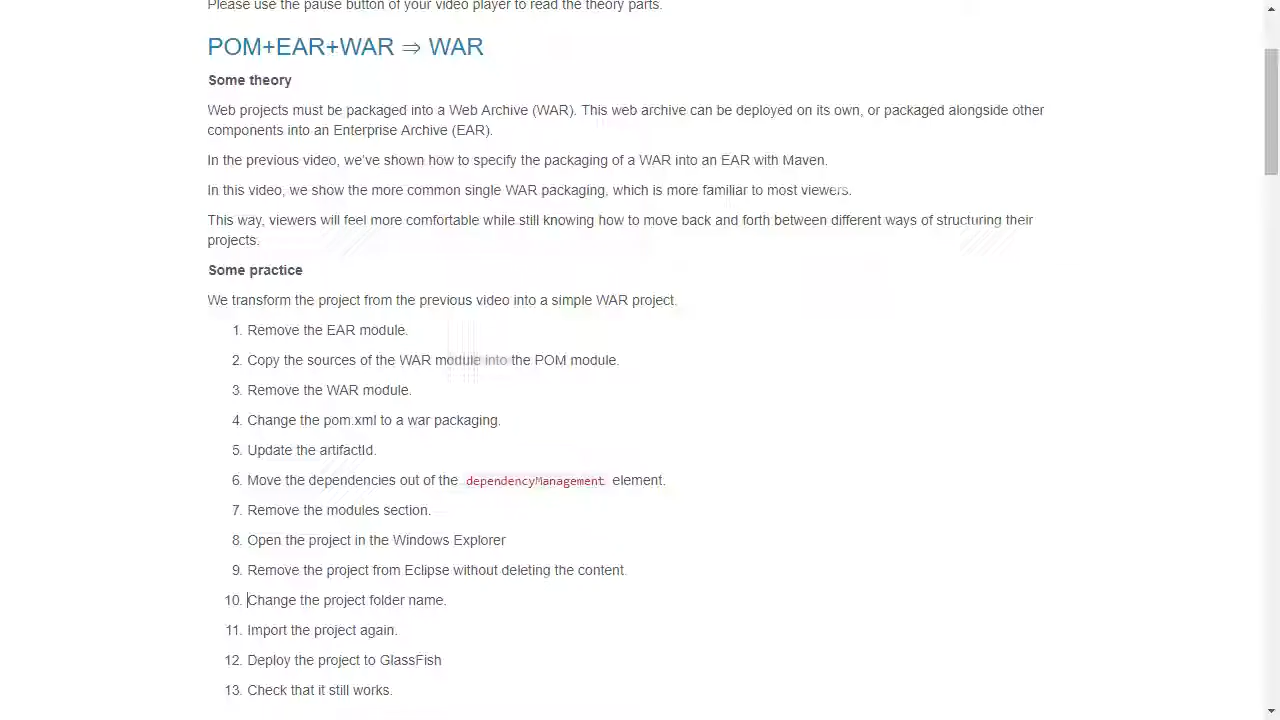 Please use the pause button of your video player to read the theory parts.
POM+EAR+WAR ⇒ WAR
Some theory
Web projects must be packaged into a Web Archive (WAR). This web archive can be deployed on its own, or packaged alongside other
components into an Enterprise Archive (EAR).
In the previous video, we've shown how to specify the packaging of a WAR into an EAR with Maven.
In this video, we show the more common single WAR packaging, which is more familiar to most viewers.
This way, viewers will feel more comfortable while still knowing how to move back and forth between different ways of structuring their
projects.
Some practice
We transform the project from the previous video into a simple WAR project.
1. Remove the EAR module.
2. Copy the sources of the WAR module into the POM module.
3. Remove the WAR module.
4. Change the pom.xml to a war packaging.
5. Update the artifactId.
6. Move the dependencies out of the dependencyManagement element.
7. Remove the modules section.
8. Open the project in the Windows Explorer
9. Remove the project from Eclipse without deleting the content.
10. Change the project folder name.
11. Import the project again.
12. Deploy the project to GlassFish
13. Check that it still works.